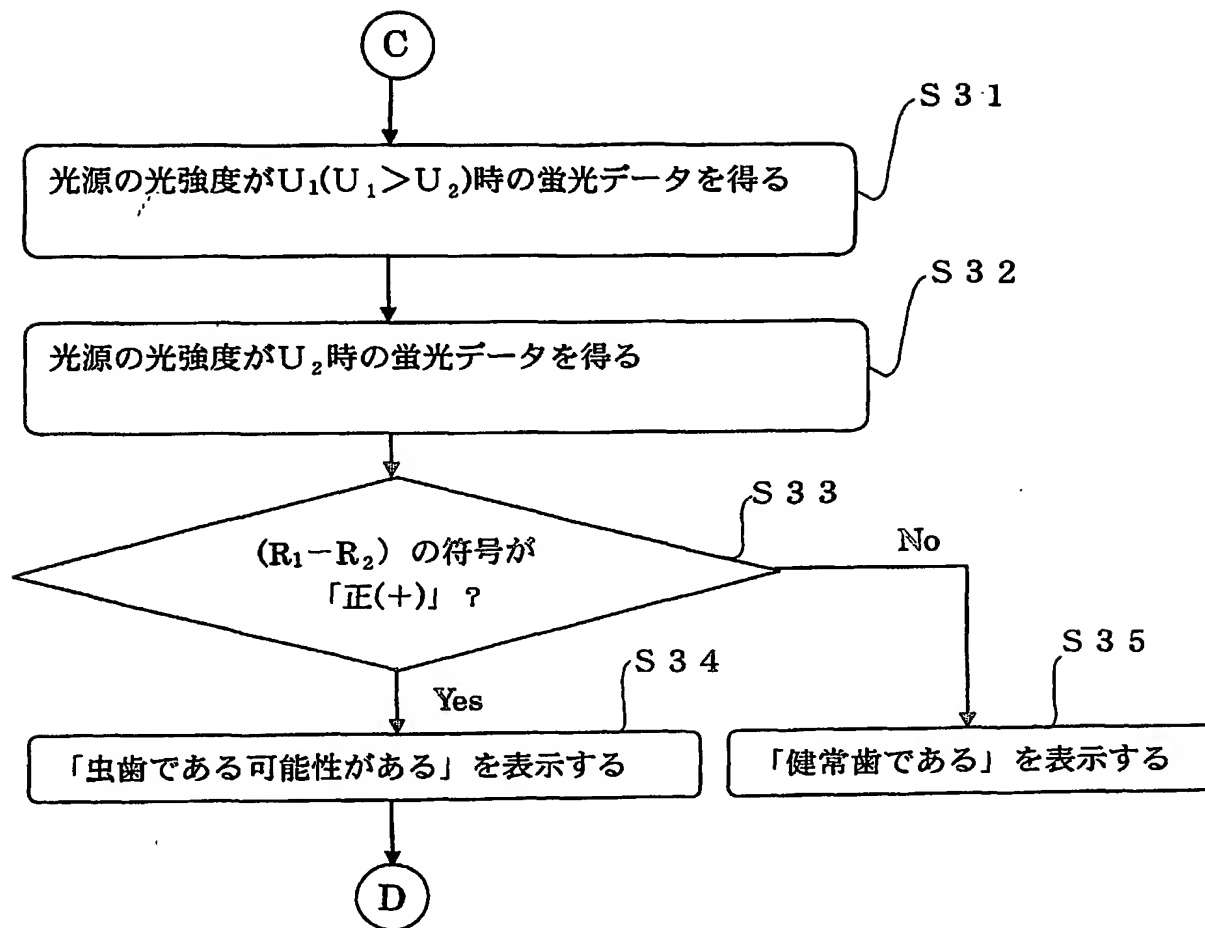 C
S31
光源の光強度がU₁(U₁>U₂)時の蛍光データを得る
S32
光源の光強度がU₂時の蛍光データを得る
S33
(R₁−R₂)の符号が
「正(+)」?
No
Yes
S34
S35
「虫歯である可能性がある」を表示する
「健常歯である」を表示する
D